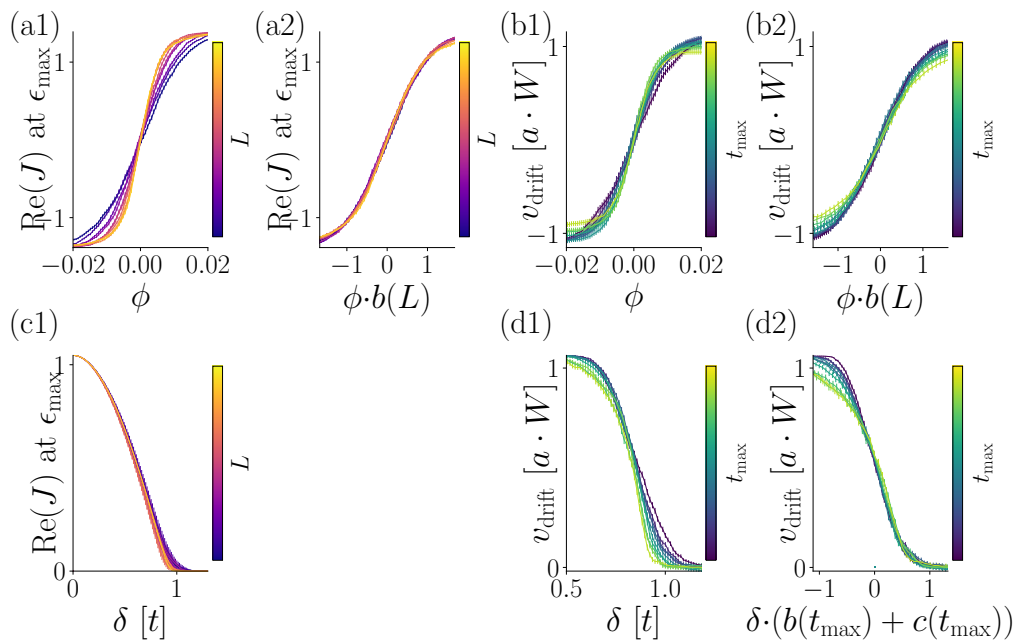 (a1)
Re(J) at ϵmax
1
−1
−0.02 0.00 0.02
ϕ
L
(a2)
Re(J) at ϵmax
1
−1
−1 0 1
ϕ·b(L)
L
(b1)
vdrift [a · W]
1
−1
−0.02 0.00 0.02
ϕ
tmax
(b2)
vdrift [a · W]
1
−1
−1 0 1
ϕ·b(L)
tmax
(c1)
Re(J) at ϵmax
1
0
0 1
δ [t]
L
(d1)
vdrift [a · W]
1
0
0.5 1.0
δ [t]
tmax
(d2)
vdrift [a · W]
1
0
−1 0 1
δ·(b(tmax) + c(tmax))
tmax